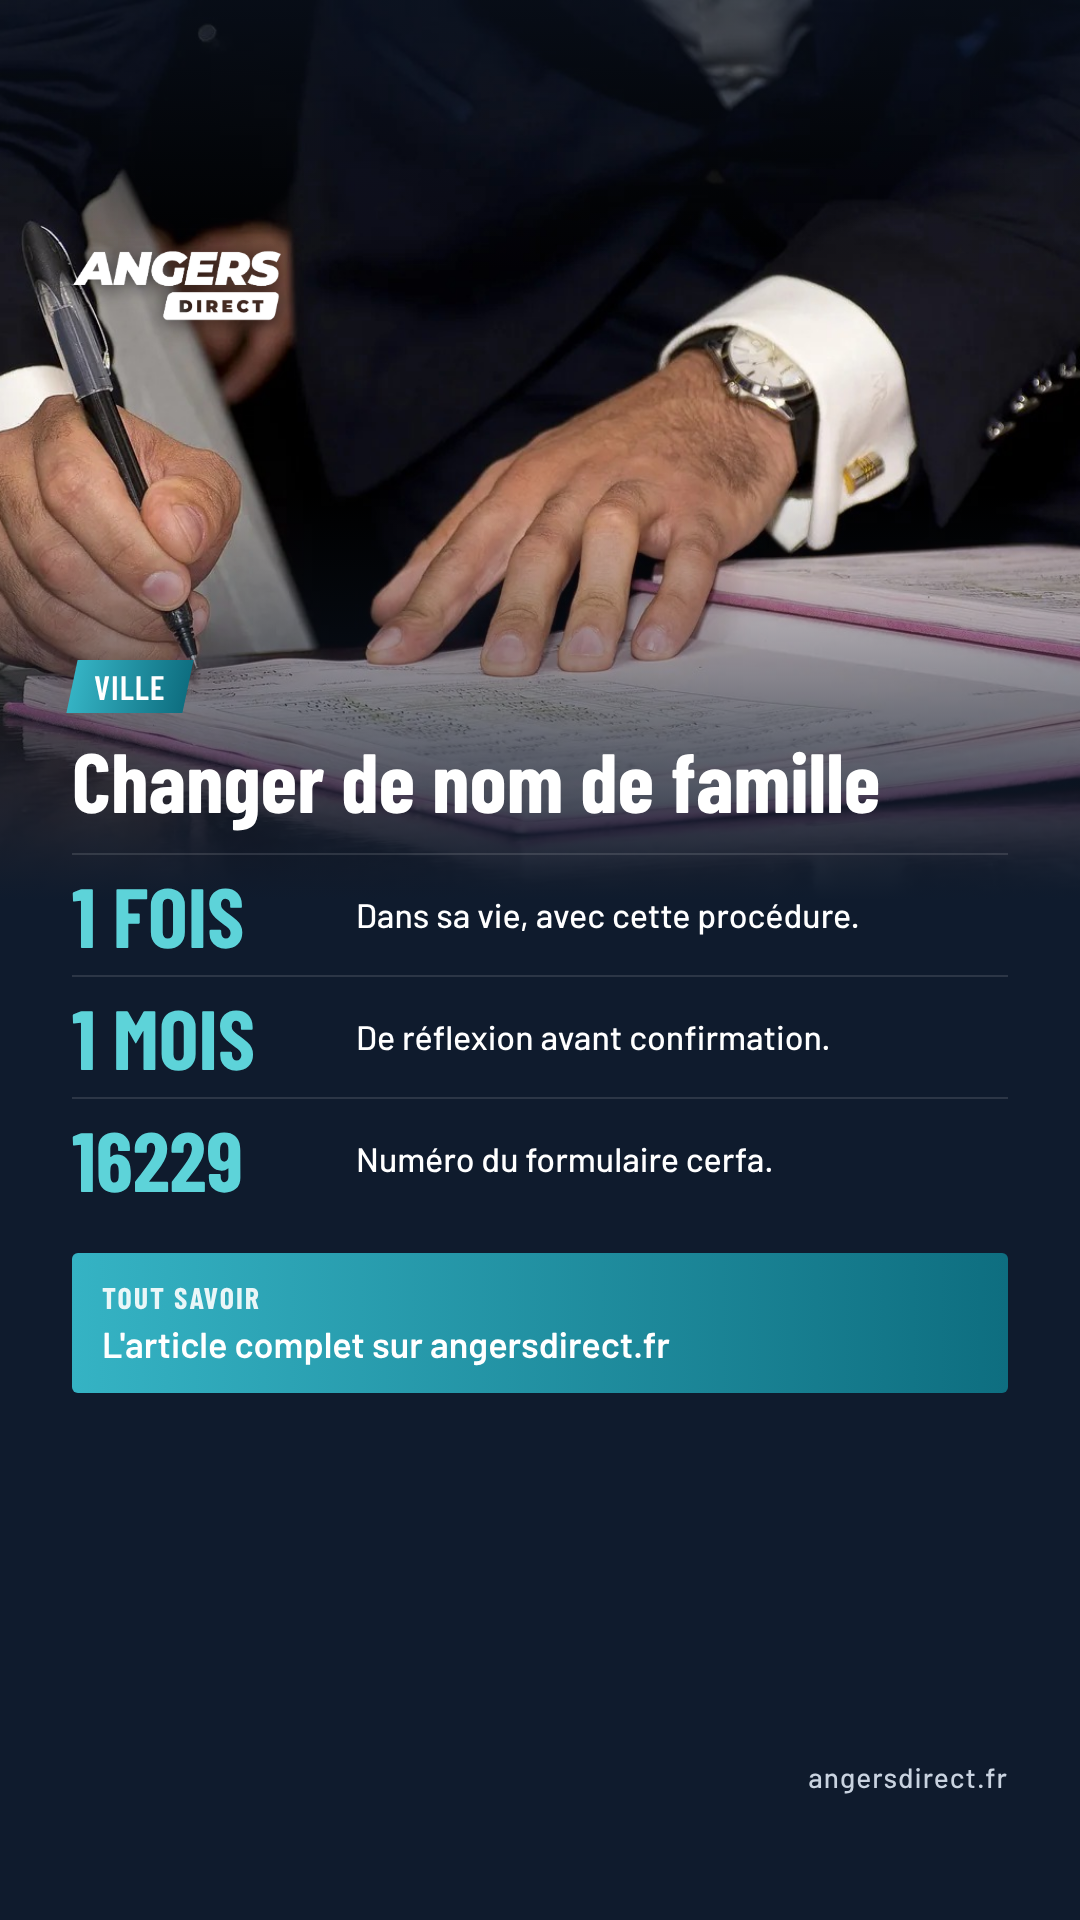 ANGERS
DIRECT
VILLE
Changer de nom de famille
1 FOIS
Dans sa vie, avec cette procédure.
1 MOIS
De réflexion avant confirmation.
16229
Numéro du formulaire cerfa.
TOUT SAVOIR
L'article complet sur angersdirect.fr
angersdirect.fr